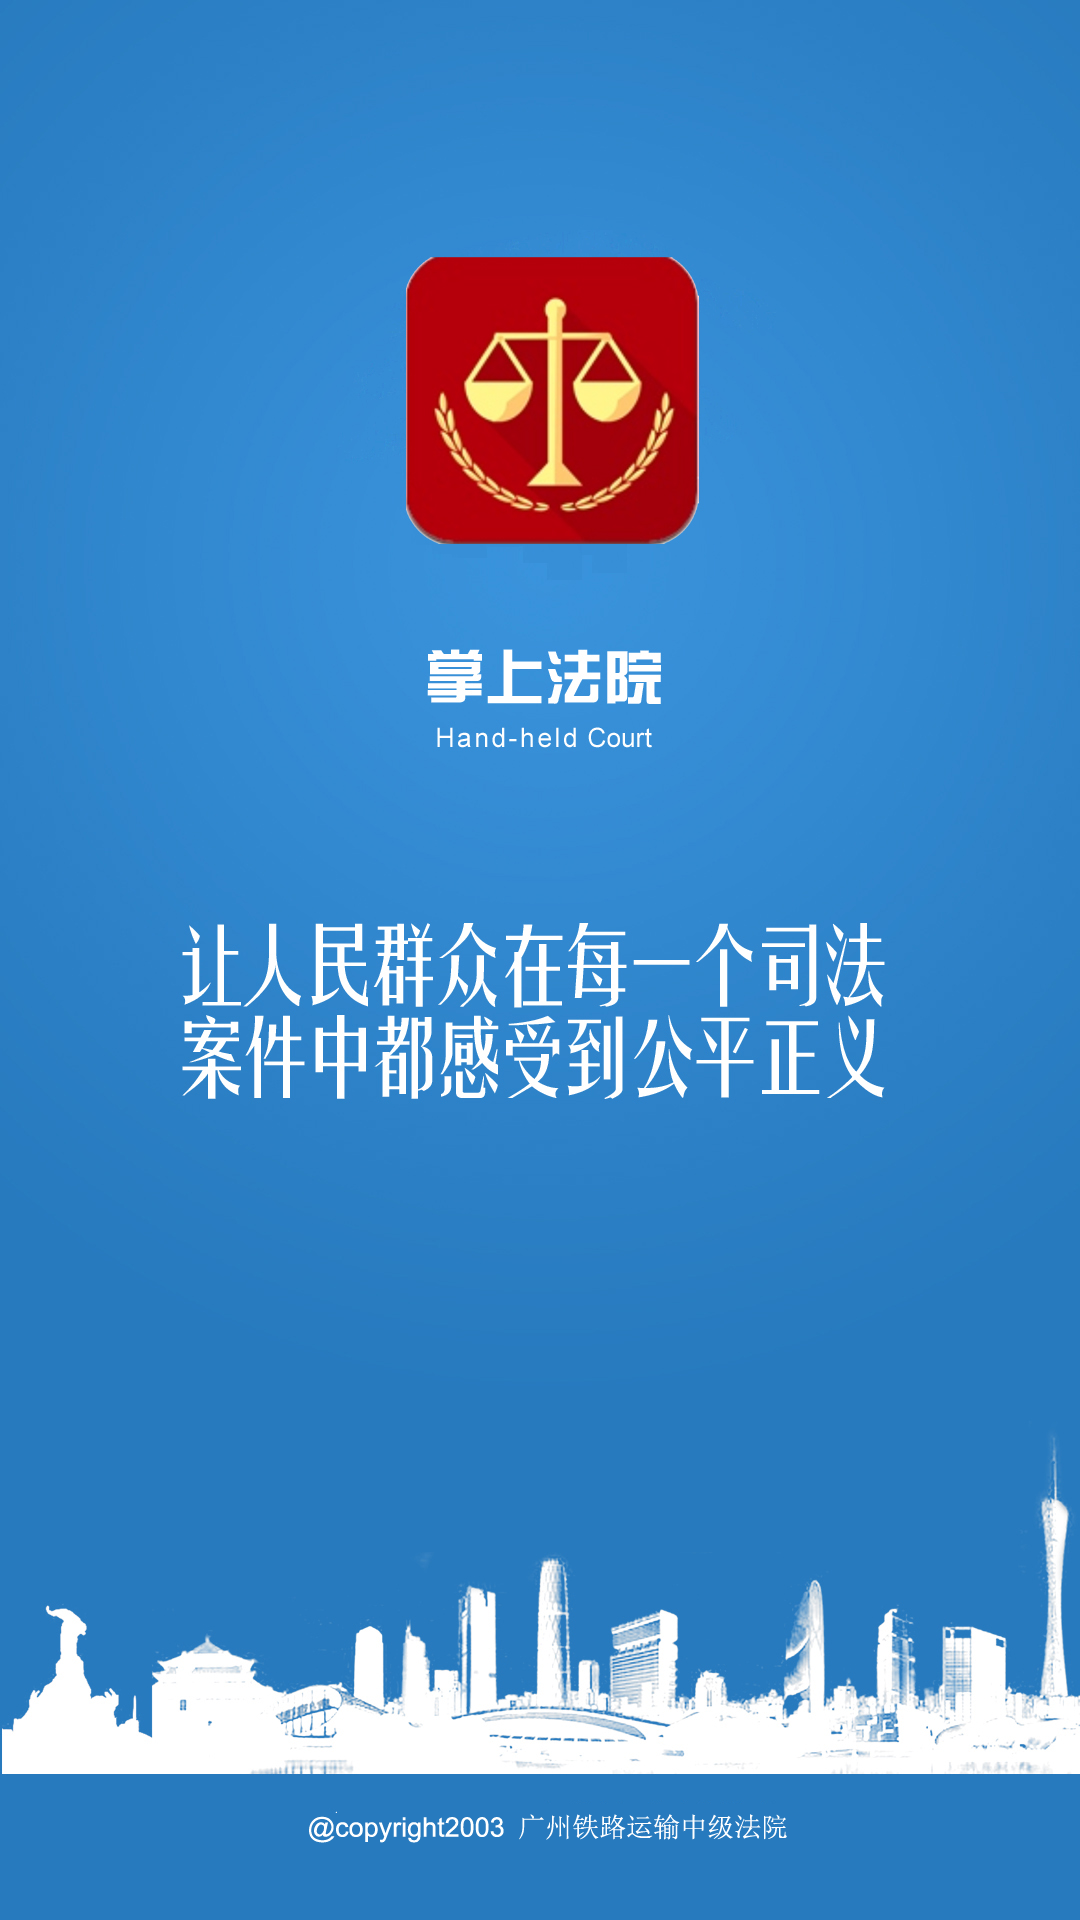 掌上法院
Hand-held Court
让人民群众在每一个司法
案件中都感受到公平正义
@copyright2003 广州铁路运输中级法院